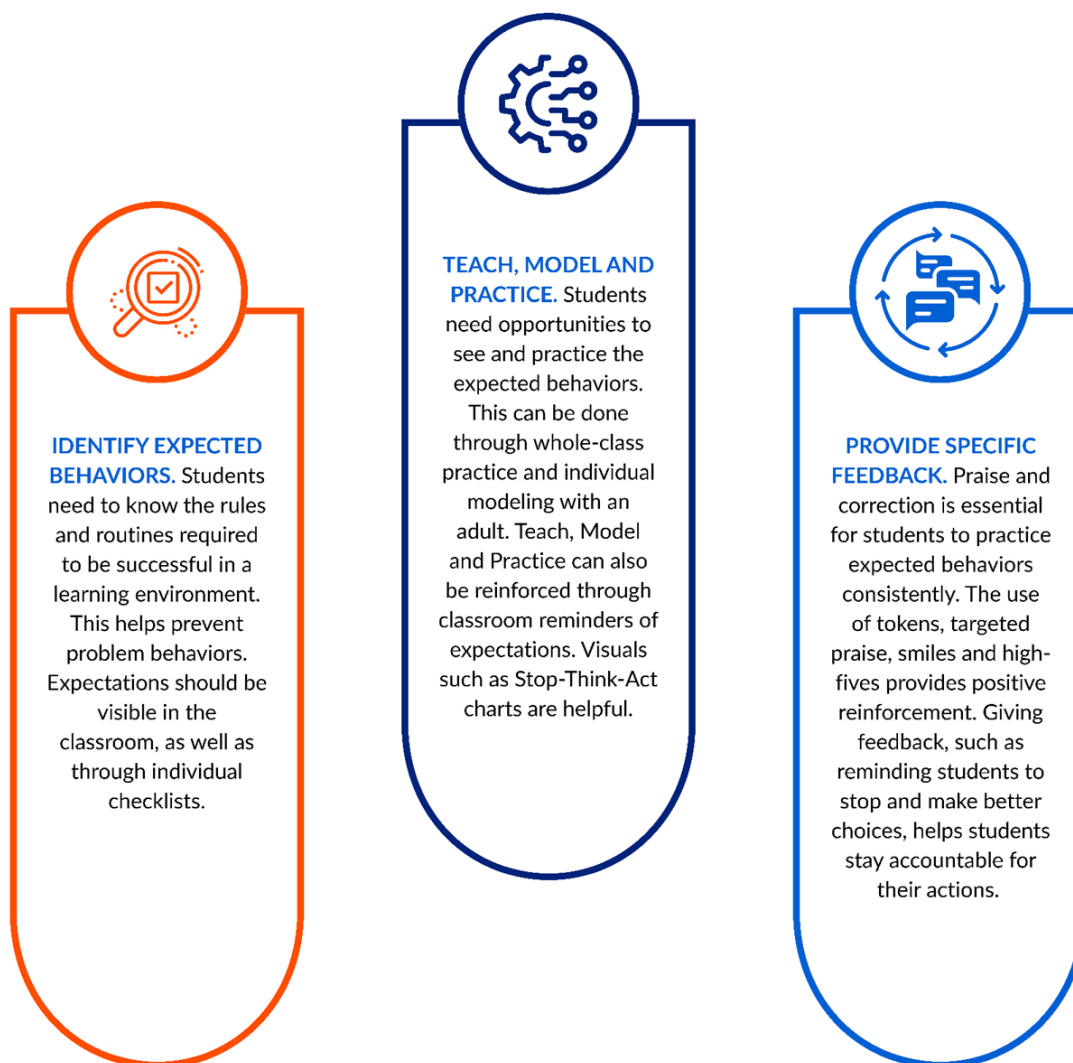 IDENTIFY EXPECTED
BEHAVIORS. Students
need to know the rules
and routines required
to be successful in a
learning environment.
This helps prevent
problem behaviors.
Expectations should be
visible in the
classroom, as well as
through individual
checklists.
TEACH, MODEL AND
PRACTICE. Students
need opportunities to
see and practice the
expected behaviors.
This can be done
through whole-class
practice and individual
modeling with an
adult. Teach, Model
and Practice can also
be reinforced through
classroom reminders of
expectations. Visuals
such as Stop-Think-Act
charts are helpful.
PROVIDE SPECIFIC
FEEDBACK. Praise and
correction is essential
for students to practice
expected behaviors
consistently. The use
of tokens, targeted
praise, smiles and high-
fives provides positive
reinforcement. Giving
feedback, such as
reminding students to
stop and make better
choices, helps students
stay accountable for
their actions.